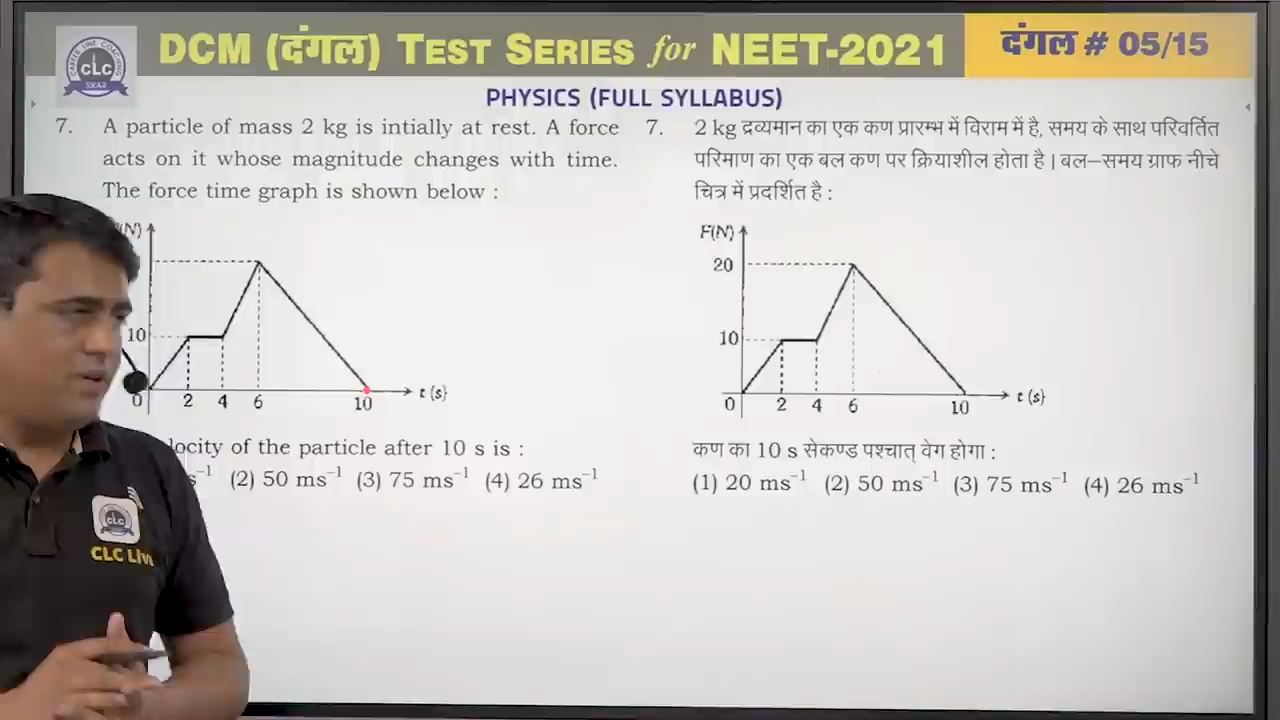 DCM (दंगल) TEST SERIES for NEET-2021
दंगल # 05/15
CLC
SIKAR
PHYSICS (FULL SYLLABUS)
7. A particle of mass 2 kg is intially at rest. A force
acts on it whose magnitude changes with time.
The force time graph is shown below :
(N)
10
0 2 4 6 10 t (s)
locity of the particle after 10 s is :
s⁻¹ (2) 50 ms⁻¹ (3) 75 ms⁻¹ (4) 26 ms⁻¹
7. 2 kg द्रव्यमान का एक कण प्रारम्भ में विराम में है, समय के साथ परिवर्तित
परिमाण का एक बल कण पर क्रियाशील होता है। बल–समय ग्राफ नीचे
चित्र में प्रदर्शित है :
F(N)
20
10
0 2 4 6 10 t (s)
कण का 10 s सेकण्ड पश्चात् वेग होगा :
(1) 20 ms⁻¹ (2) 50 ms⁻¹ (3) 75 ms⁻¹ (4) 26 ms⁻¹
CLC
CLC Live